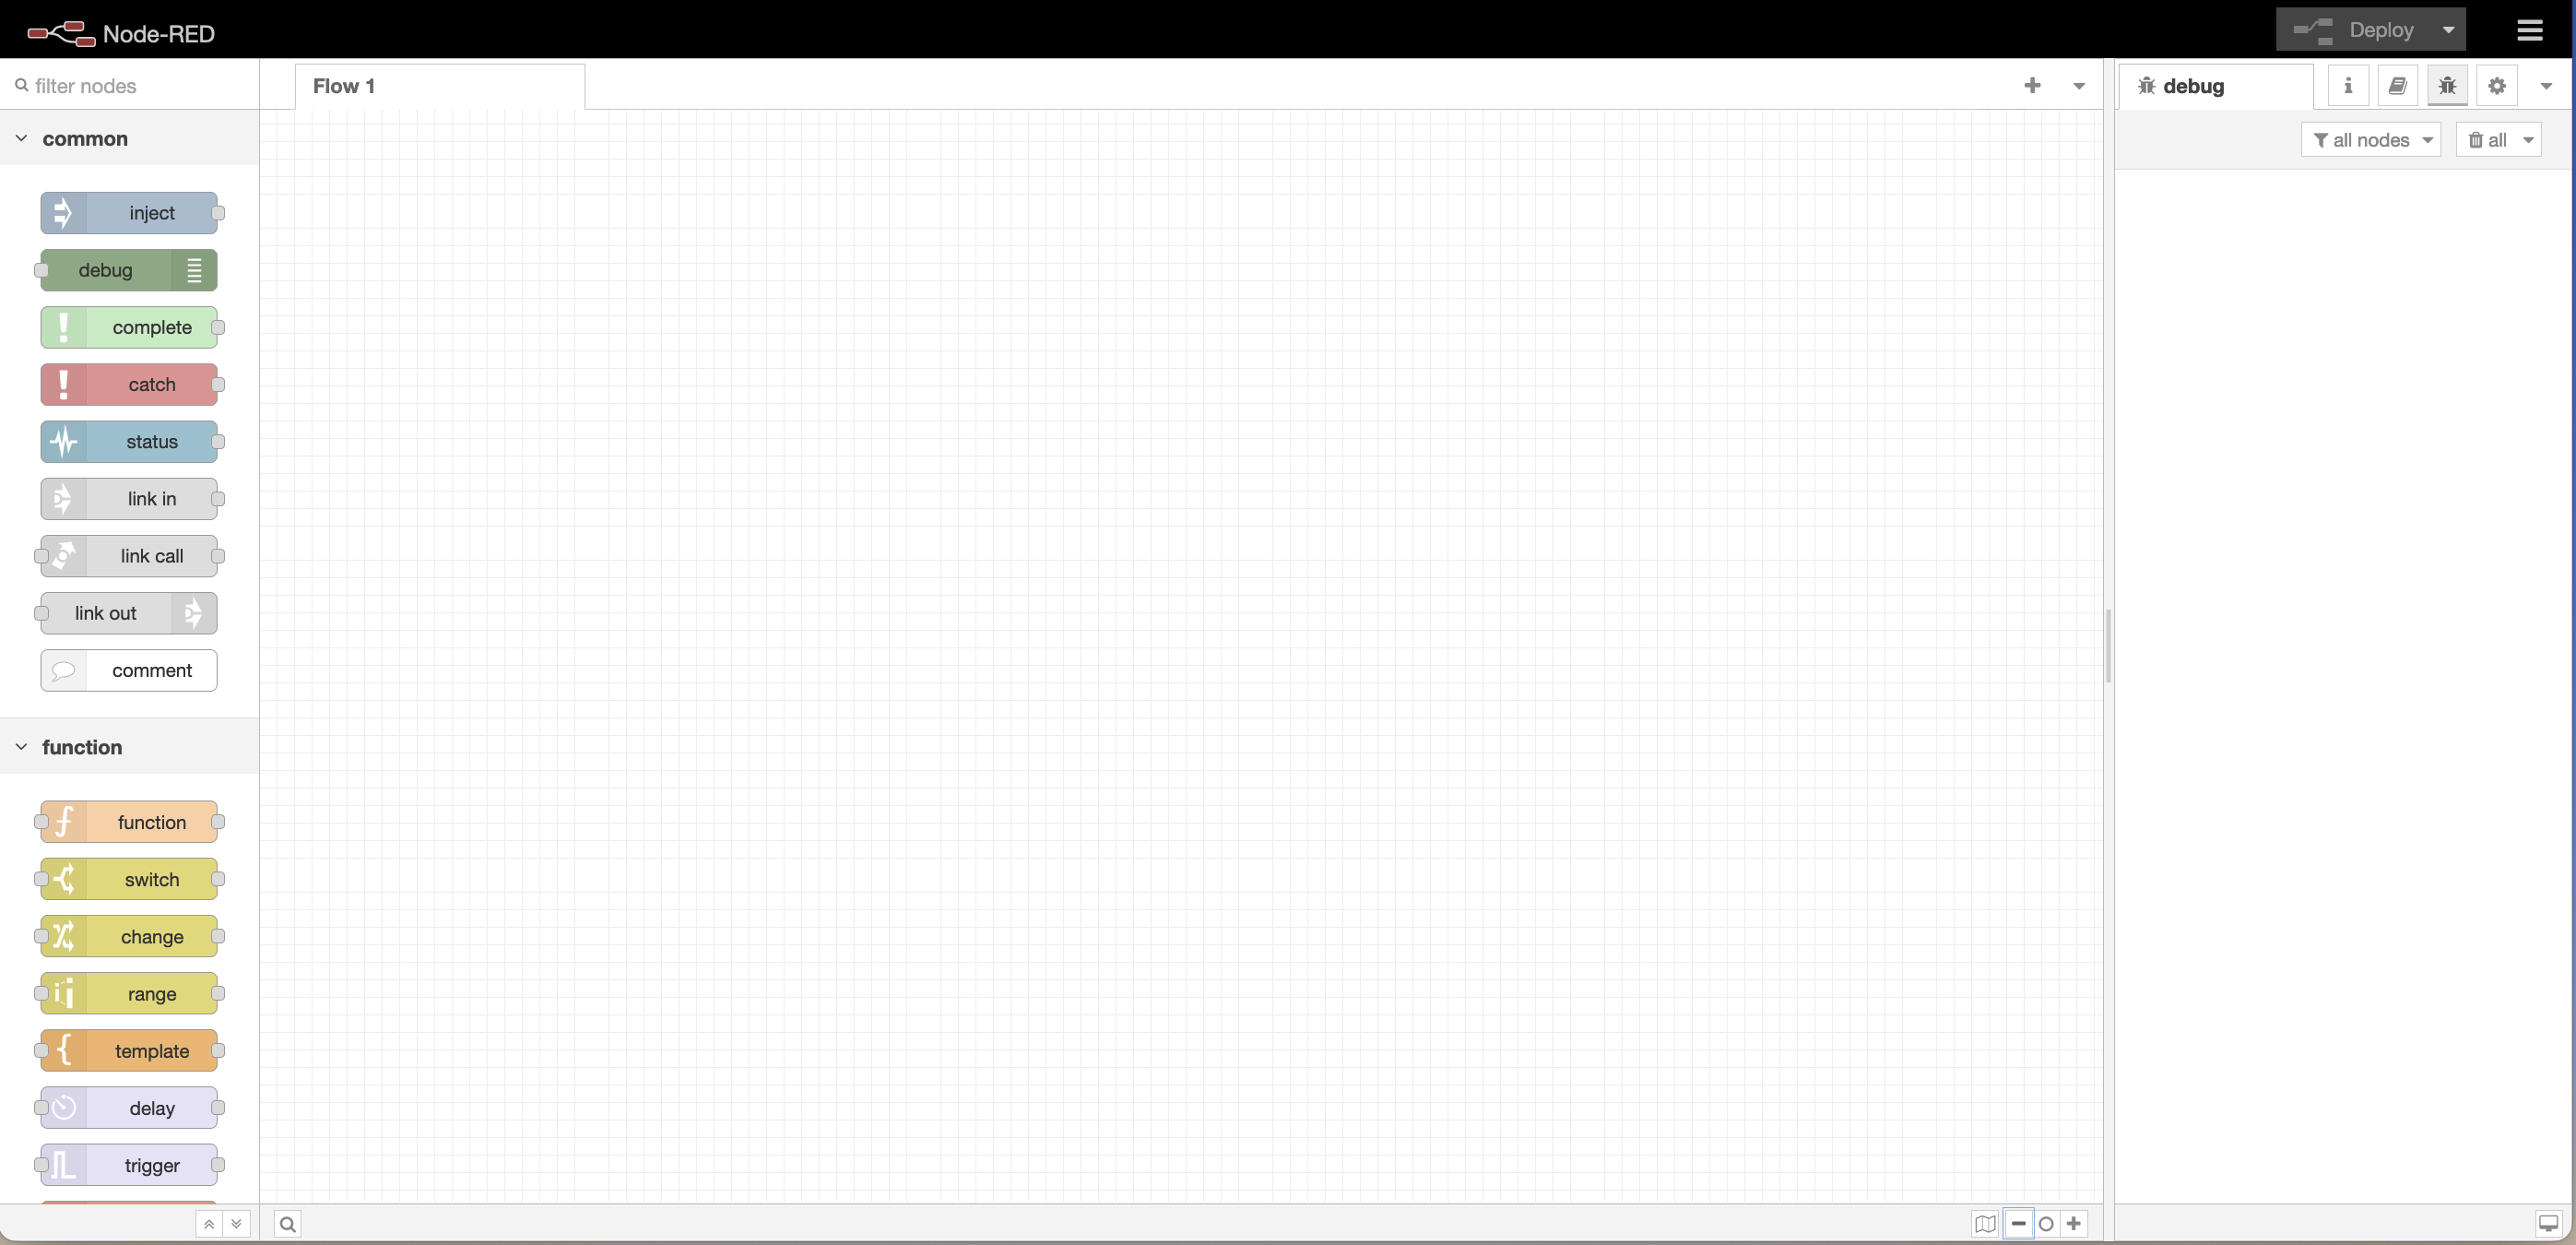 Node-RED
Deploy
filter nodes
Flow 1
debug
all nodes
all
common
inject
debug
complete
catch
status
link in
link call
link out
comment
function
function
switch
change
range
template
delay
trigger